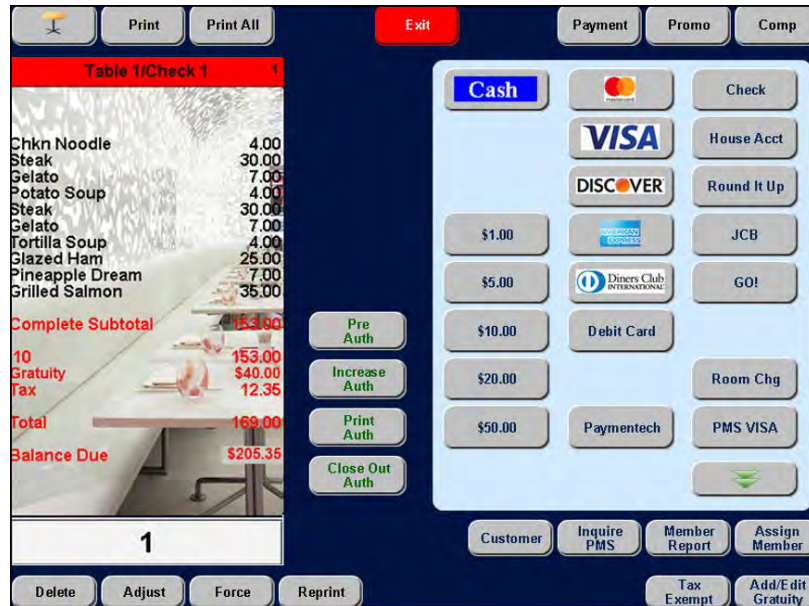 Print
Print All
Exit
Payment
Promo
Comp
Table 1/Check 1 1
Chkn Noodle 4.00
Steak 30.00
Gelato 7.00
Potato Soup 4.00
Steak 30.00
Gelato 7.00
Tortilla Soup 4.00
Glazed Ham 25.00
Pineapple Dream 7.00
Grilled Salmon 35.00
Complete Subtotal 153.00
10 153.00
Gratuity $40.00
Tax 12.35
Total 169.00
Balance Due $205.35
1
Pre
Auth
Increase
Auth
Print
Auth
Close Out
Auth
Cash
mastercard
Check
VISA
House Acct
DISCOVER
Round It Up
$1.00
AMERICAN
EXPRESS
JCB
$5.00
Diners Club
INTERNATIONAL
GO!
$10.00
Debit Card
$20.00
Room Chg
$50.00
Paymentech
PMS VISA
Customer
Inquire
PMS
Member
Report
Assign
Member
Delete
Adjust
Force
Reprint
Tax
Exempt
Add/Edit
Gratuity